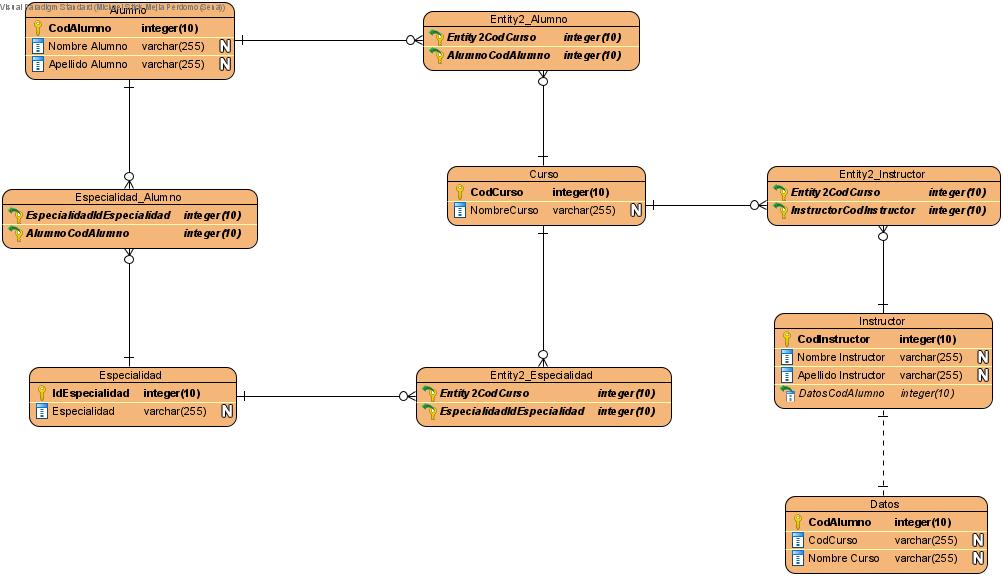 Visual Paradigm Standard (Michael Stick Mejia Perdomo (Sena))
Alumno
CodAlumno integer(10)
Nombre Alumno varchar(255) N
Apellido Alumno varchar(255) N
Entity2_Alumno
Entity2CodCurso integer(10)
AlumnoCodAlumno integer(10)
Curso
CodCurso integer(10)
NombreCurso varchar(255) N
Entity2_Instructor
Entity2CodCurso integer(10)
InstructorCodInstructor integer(10)
Especialidad_Alumno
EspecialidadIdEspecialidad integer(10)
AlumnoCodAlumno integer(10)
Instructor
CodInstructor integer(10)
Nombre Instructor varchar(255) N
Apellido Instructor varchar(255) N
DatosCodAlumno integer(10)
Especialidad
IdEspecialidad integer(10)
Especialidad varchar(255) N
Entity2_Especialidad
Entity2CodCurso integer(10)
EspecialidadIdEspecialidad integer(10)
Datos
CodAlumno integer(10)
CodCurso varchar(255) N
Nombre Curso varchar(255) N